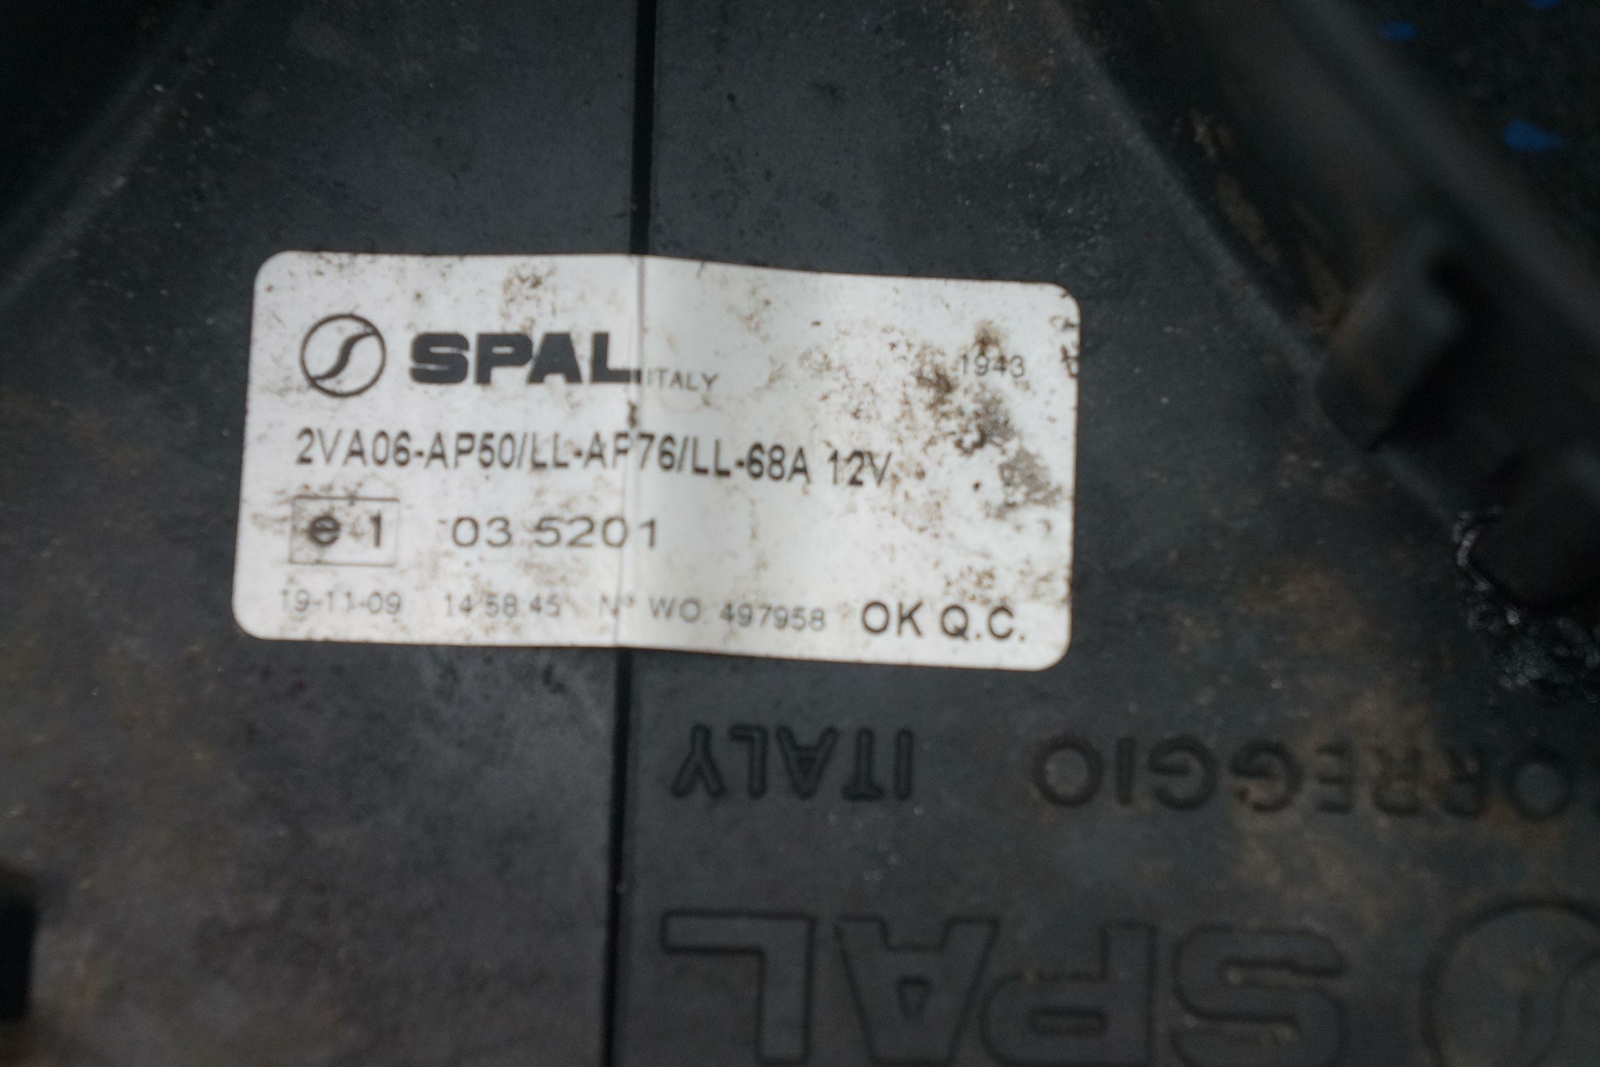 SPAL ITALY
1943
2VA06-AP50/LL-AP76/LL-68A 12V
e 1 03 5201
19-11-09 14 58 45 N° WO. 497958 OK Q.C.
ORREGGIO ITALY
SPAL